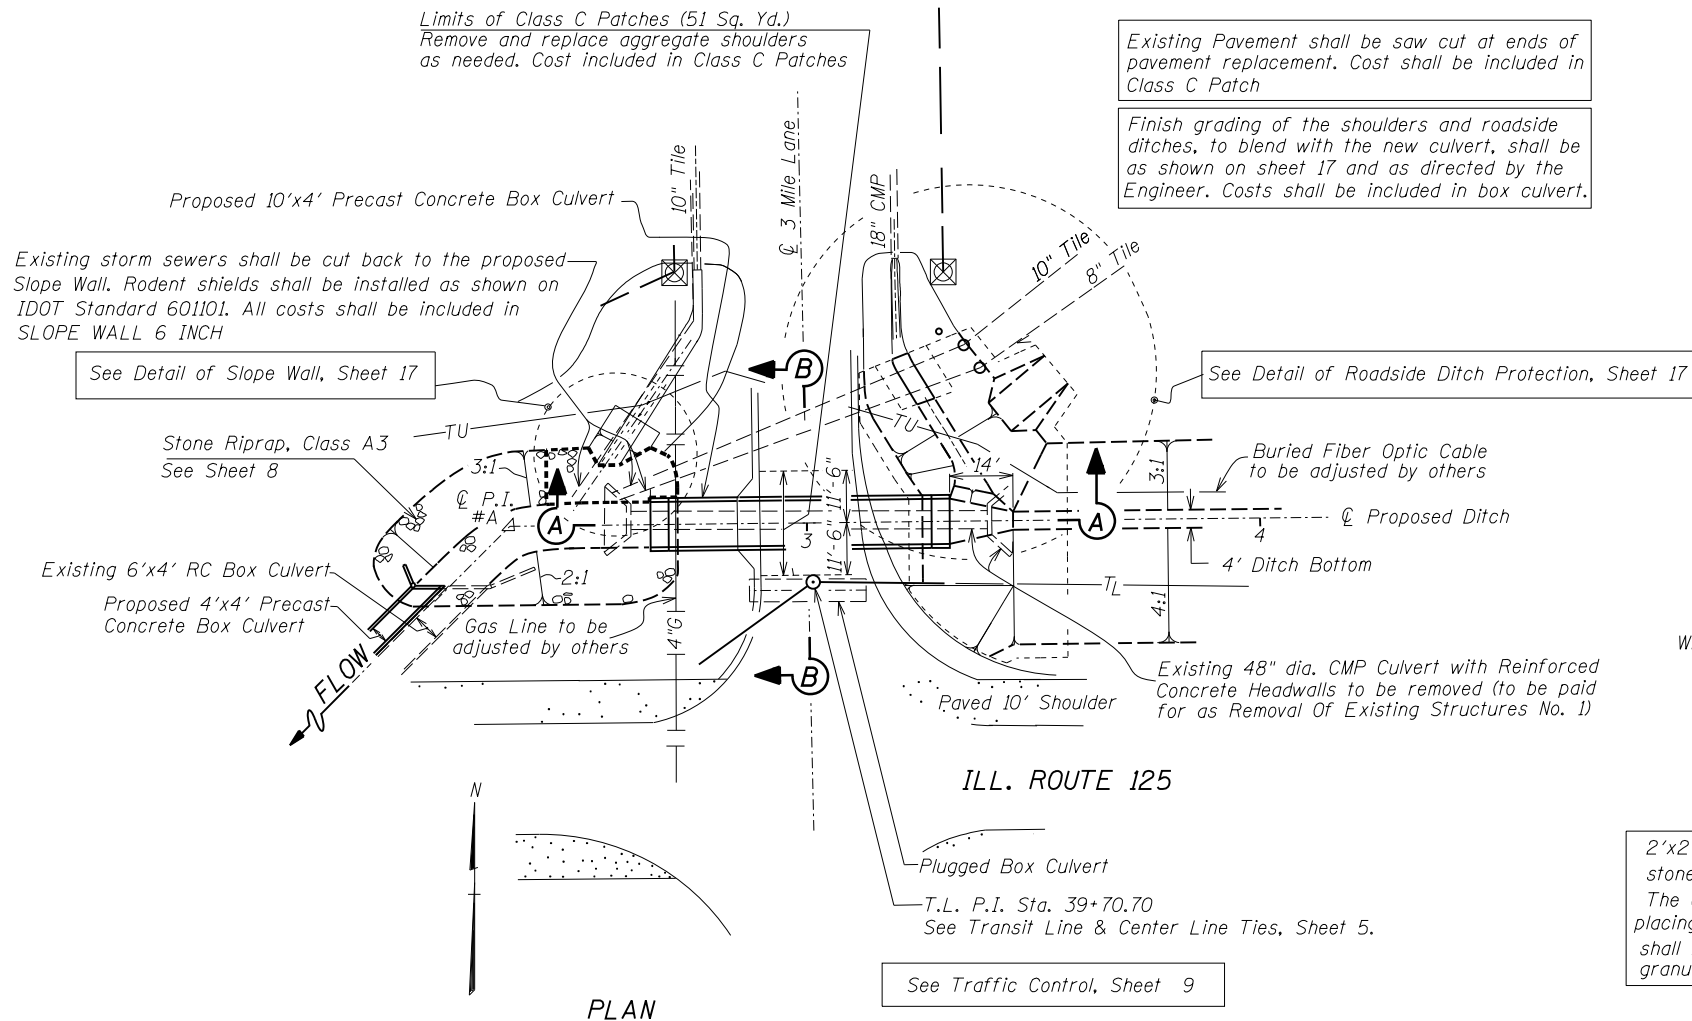 Limits of Class C Patches (51 Sq. Yd.)
Remove and replace aggregate shoulders
as needed. Cost included in Class C Patches
Existing Pavement shall be saw cut at ends of
pavement replacement. Cost shall be included in
Class C Patch
Finish grading of the shoulders and roadside
ditches, to blend with the new culvert, shall be
as shown on sheet 17 and as directed by the
Engineer. Costs shall be included in box culvert.
Proposed 10'x4' Precast Concrete Box Culvert
10" Tile
℄ 3 Mile Lane
18" CMP
10" Tile
8" Tile
Existing storm sewers shall be cut back to the proposed
Slope Wall. Rodent shields shall be installed as shown on
IDOT Standard 601101. All costs shall be included in
SLOPE WALL 6 INCH
See Detail of Slope Wall, Sheet 17
B
See Detail of Roadside Ditch Protection, Sheet 17
TU
TU
Stone Riprap, Class A3
See Sheet 8
3:1
℄ P.I.
#A
A
11'-6"
11'-6"
3
14'
A
3:1
Buried Fiber Optic Cable
to be adjusted by others
℄ Proposed Ditch
4
4' Ditch Bottom
Existing 6'x4' RC Box Culvert
2:1
TL
4:1
Proposed 4'x4' Precast
Concrete Box Culvert
Gas Line to be
adjusted by others
4"G
FLOW
B
W
Existing 48" dia. CMP Culvert with Reinforced
Concrete Headwalls to be removed (to be paid
for as Removal Of Existing Structures No. 1)
Paved 10' Shoulder
ILL. ROUTE 125
N
Plugged Box Culvert
T.L. P.I. Sta. 39+70.70
See Transit Line & Center Line Ties, Sheet 5.
See Traffic Control, Sheet 9
PLAN
2'x2
stone
The
placing
shall
granu